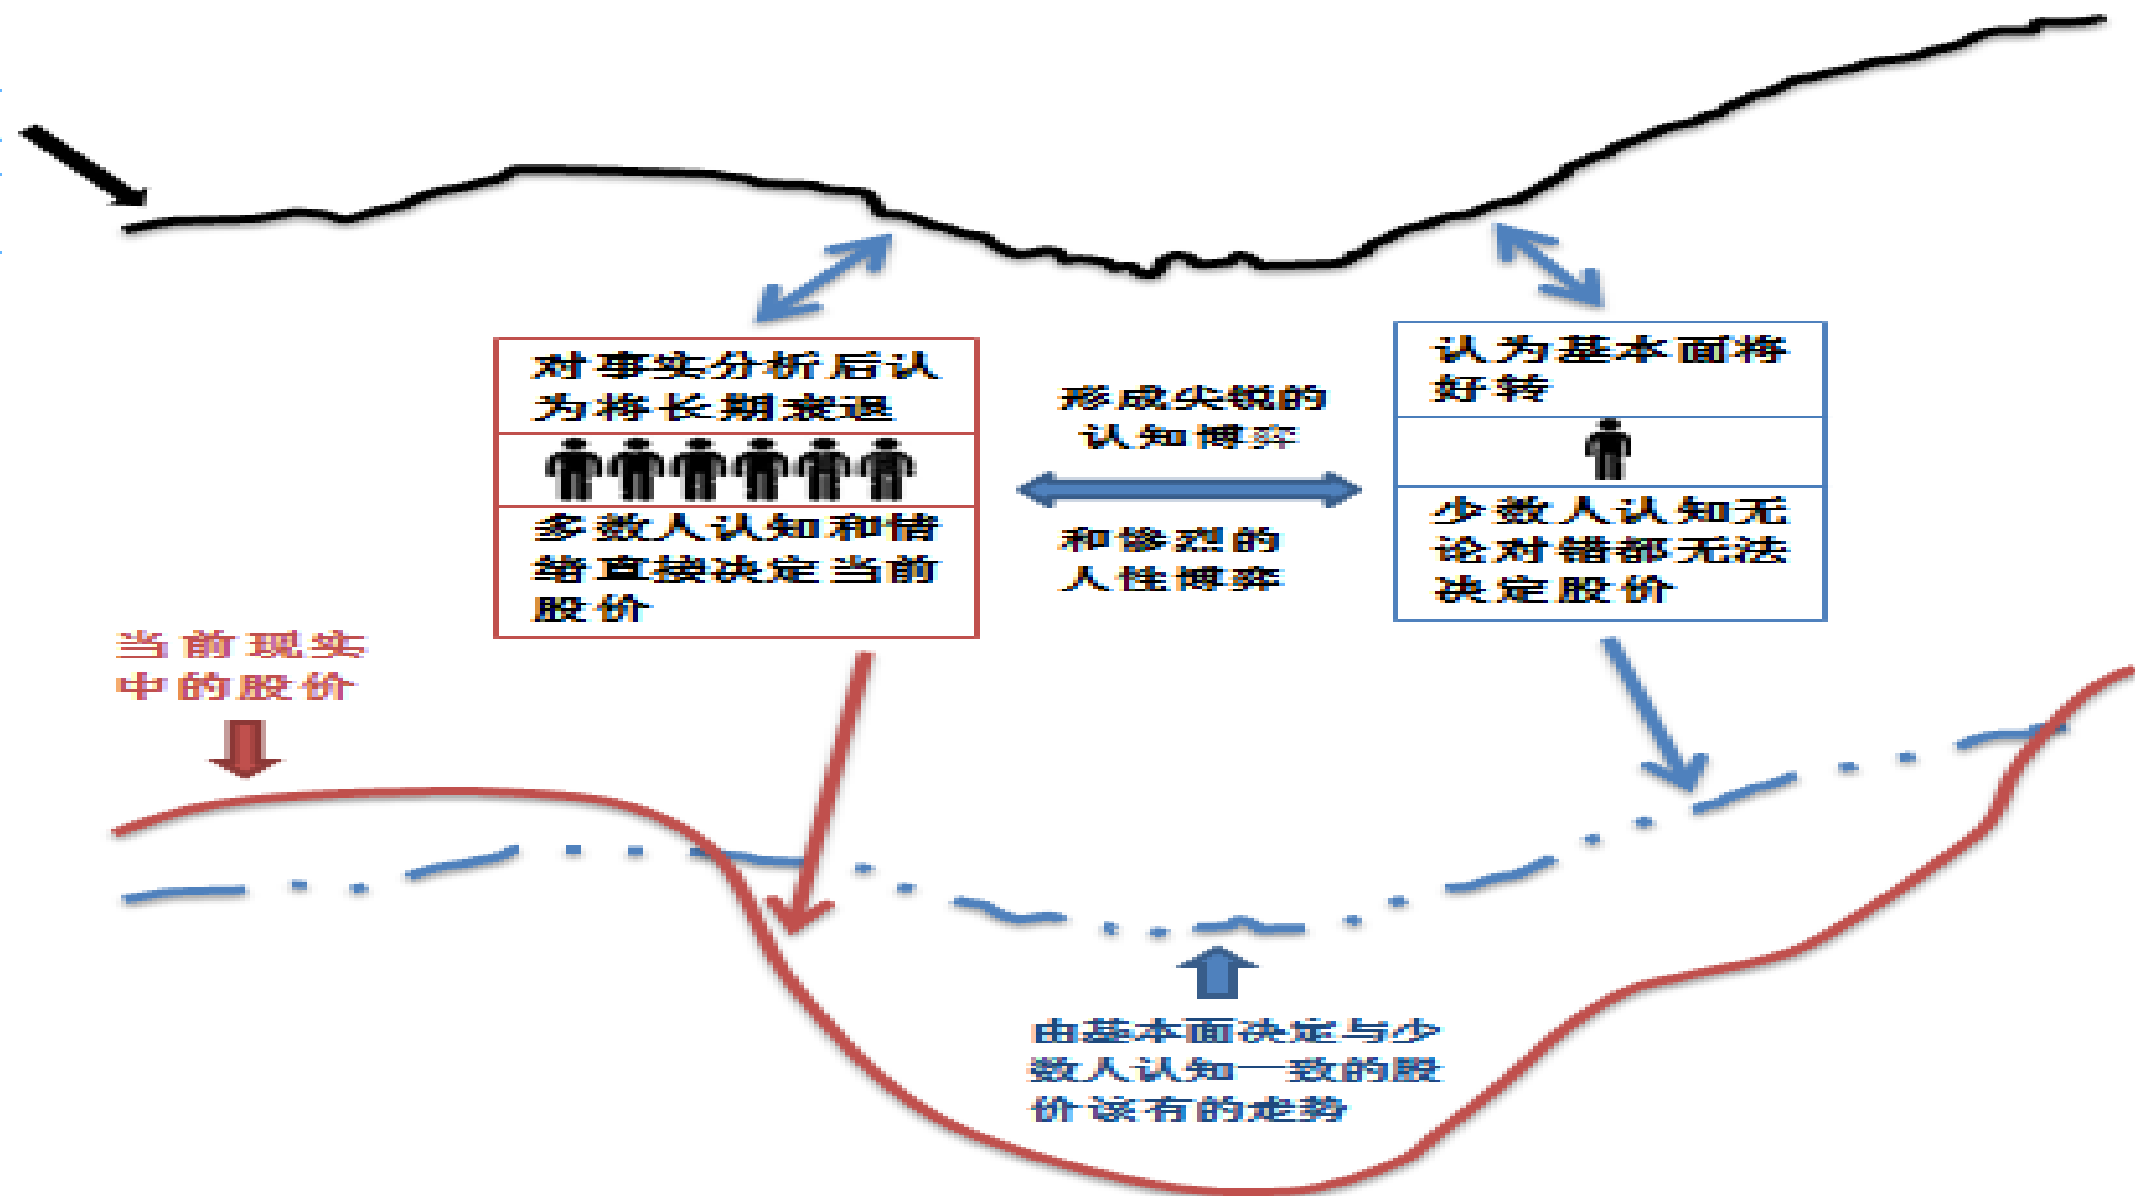 对事实分析后认
为将长期衰退
多数人认知和情
绪直接决定当前
股价
形成尖锐的
认知博弈
和惨烈的
人性博弈
认为基本面将
好转
少数人认知无
论对错都无法
决定股价
当前现实
中的股价
由基本面决定与少
数人认知一致的股
价该有的走势